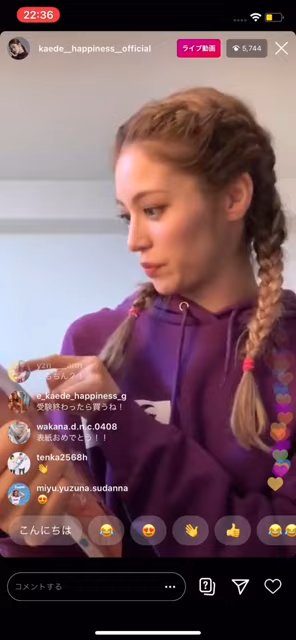 22:36
kaede__happiness__official
ライブ動画
5,744
e_kaede_happiness_g
受験終わったら買うね！
wakana.d.n.c.0408
表紙おめでとう！！
tenka2568h
👋
miyu.yuzuna.sudanna
😍
こんにちは 😂 😍 👋 👍 😂
コメントする